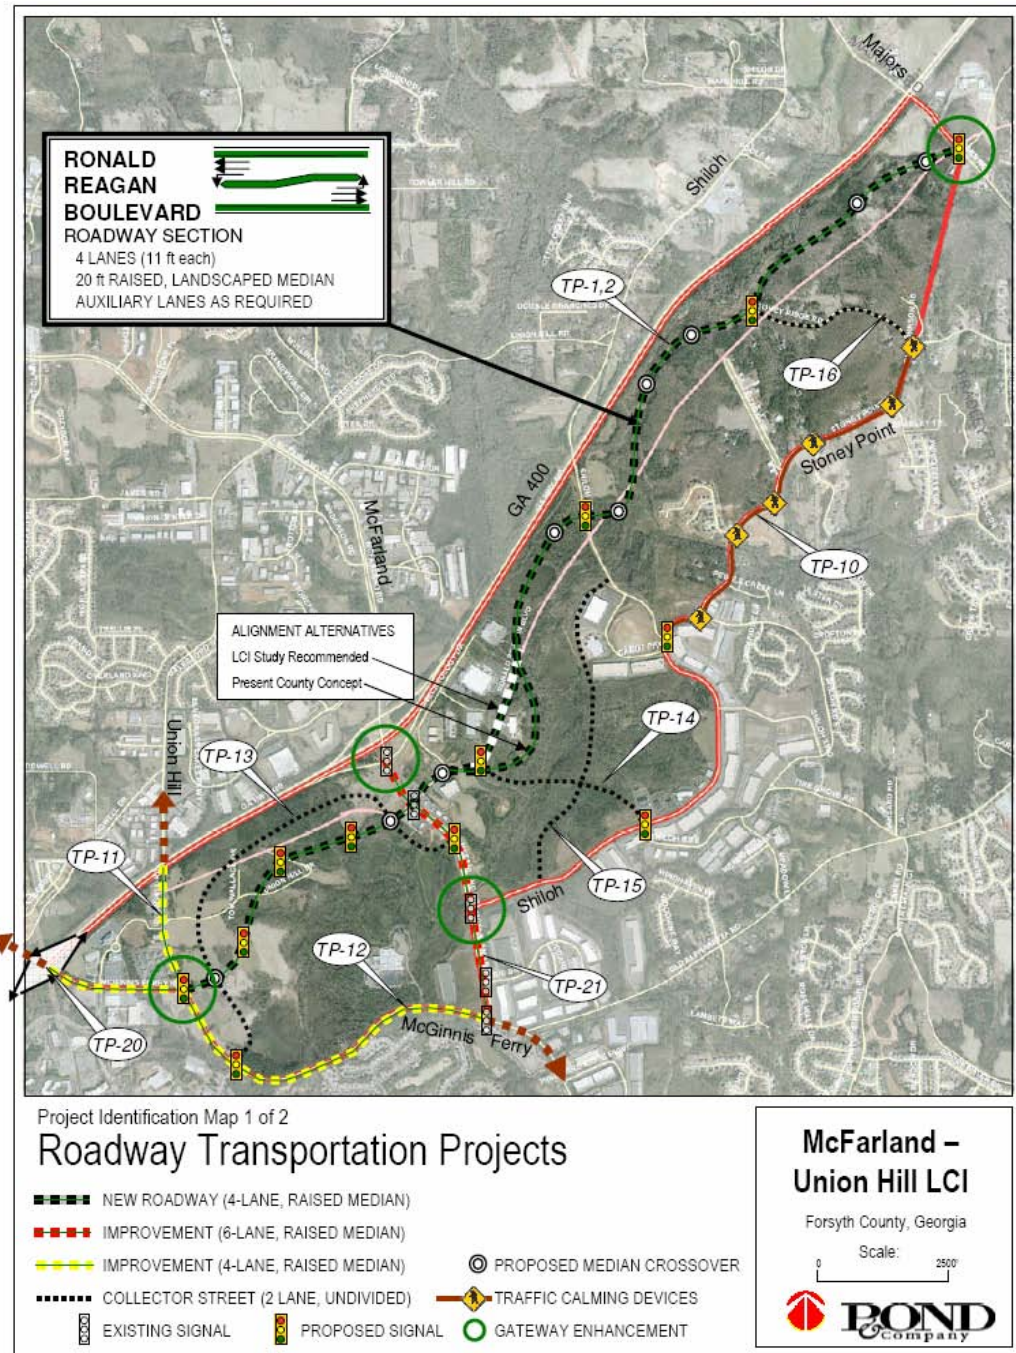 Majors
Shiloh
RONALD
REAGAN
BOULEVARD
ROADWAY SECTION
4 LANES (11 ft each)
20 ft RAISED, LANDSCAPED MEDIAN
AUXILIARY LANES AS REQUIRED
TP-1,2
TP-16
Stoney Point
GA 400
McFarland
TP-10
ALIGNMENT ALTERNATIVES
LCI Study Recommended
Present County Concept
Union Hill
TP-14
TP-13
TP-11
TP-15
Shiloh
TP-12
TP-21
McGinnis Ferry
TP-20
Project Identification Map 1 of 2
Roadway Transportation Projects
NEW ROADWAY (4-LANE, RAISED MEDIAN)
IMPROVEMENT (6-LANE, RAISED MEDIAN)
IMPROVEMENT (4-LANE, RAISED MEDIAN)
PROPOSED MEDIAN CROSSOVER
COLLECTOR STREET (2 LANE, UNDIVIDED)
TRAFFIC CALMING DEVICES
EXISTING SIGNAL
PROPOSED SIGNAL
GATEWAY ENHANCEMENT
McFarland –
Union Hill LCI
Forsyth County, Georgia
Scale:
0 2500'
POND
& Company